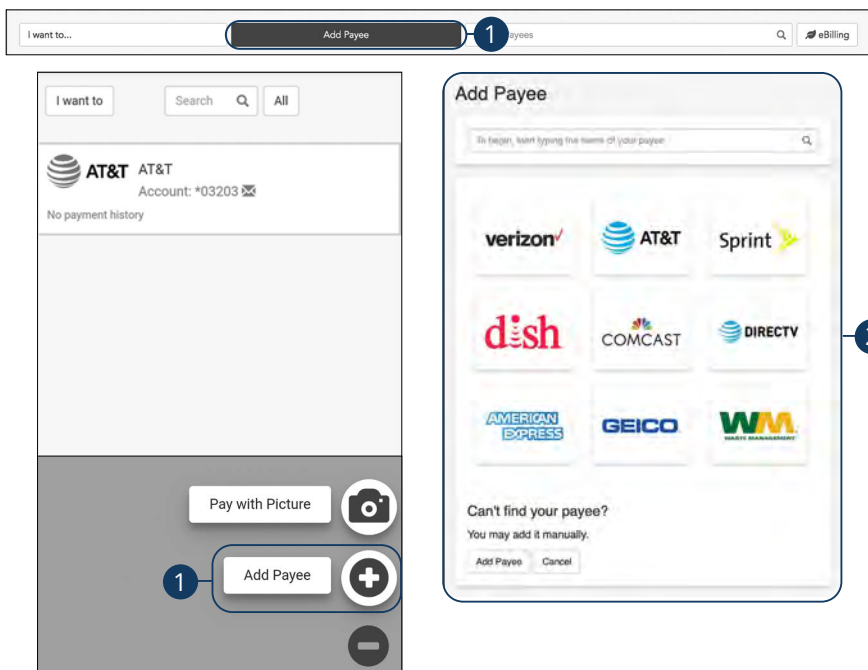 I want to... Add Payee 1 ayees eBilling
I want to Search All
AT&T AT&T
Account: *03203
No payment history
Pay with Picture
1 Add Payee
Add Payee
To begin, start typing the name of your payee
verizon AT&T Sprint
dish COMCAST DIRECTV
AMERICAN EXPRESS GEICO WM
WASTE MANAGEMENT
2
Can't find your payee?
You may add it manually.
Add Payee Cancel